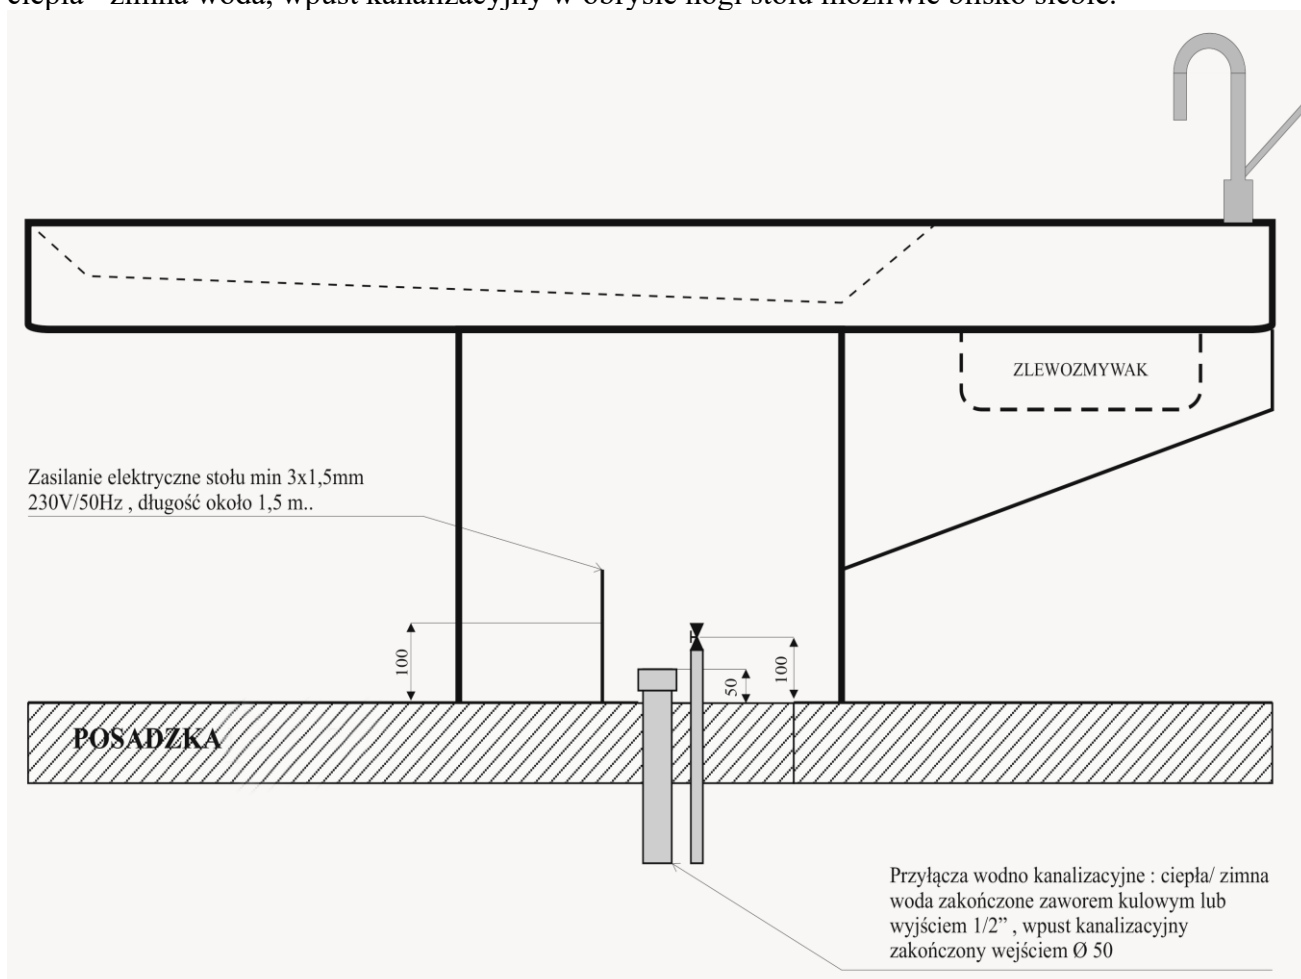 ciepła - zimna woda, wpust kanalizacyjny w obrysie nogi stołu możliwie blisko siebie.
ZLEWOZMYWAK
Zasilanie elektryczne stołu min 3x1,5mm
230V/50Hz , długość około 1,5 m..
100
50
100
POSADZKA
Przyłącza wodno kanalizacyjne : ciepła/ zimna
woda zakończone zaworem kulowym lub
wyjściem 1/2” , wpust kanalizacyjny
zakończony wejściem Ø 50